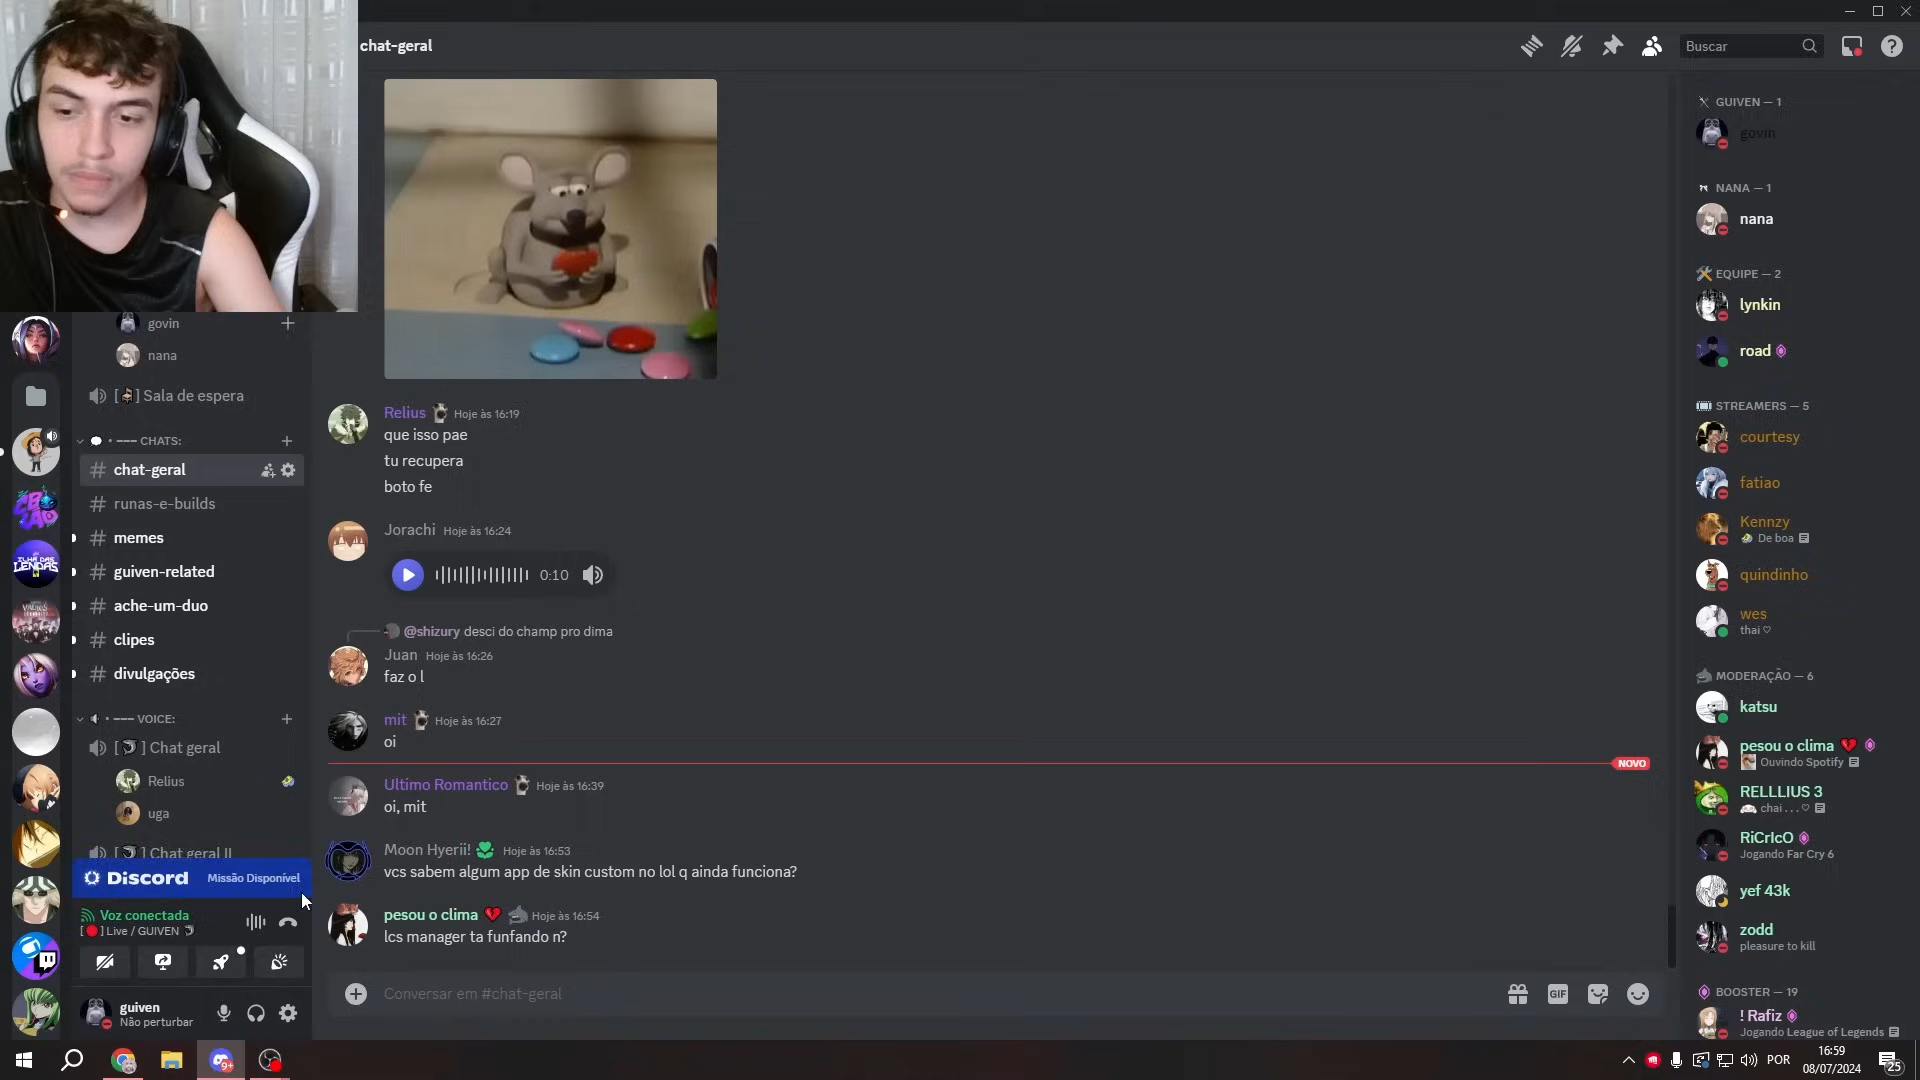 chat-geral
Buscar
govin
nana
Sala de espera
CHATS:
chat-geral
runas-e-builds
memes
guiven-related
ache-um-duo
clipes
divulgações
VOICE:
Chat geral
Relius
uga
Chat geral II
Discord Missão Disponível
Voz conectada
Live / GUIVEN
guiven
Não perturbar
Relius Hoje às 16:19
que isso pae
tu recupera
boto fe
Jorachi Hoje às 16:24
0:10
@shizury desci do champ pro dima
Juan Hoje às 16:26
faz o l
mit Hoje às 16:27
oi
NOVO
Ultimo Romantico Hoje às 16:39
oi, mit
Moon Hyerii! Hoje às 16:53
vcs sabem algum app de skin custom no lol q ainda funciona?
pesou o clima Hoje às 16:54
lcs manager ta funfando n?
Conversar em #chat-geral
GIF
GUIVEN — 1
govin
NANA — 1
nana
EQUIPE — 2
lynkin
road
STREAMERS — 5
courtesy
fatiao
Kennzy
De boa
quindinho
wes
thai ♡
MODERAÇÃO — 6
katsu
pesou o clima
Ouvindo Spotify
RELLLIUS 3
chai . . . ♡
RiCrIcO
Jogando Far Cry 6
yef 43k
zodd
pleasure to kill
BOOSTER — 19
! Rafiz
Jogando League of Legends
9+
POR
16:59
08/07/2024
25